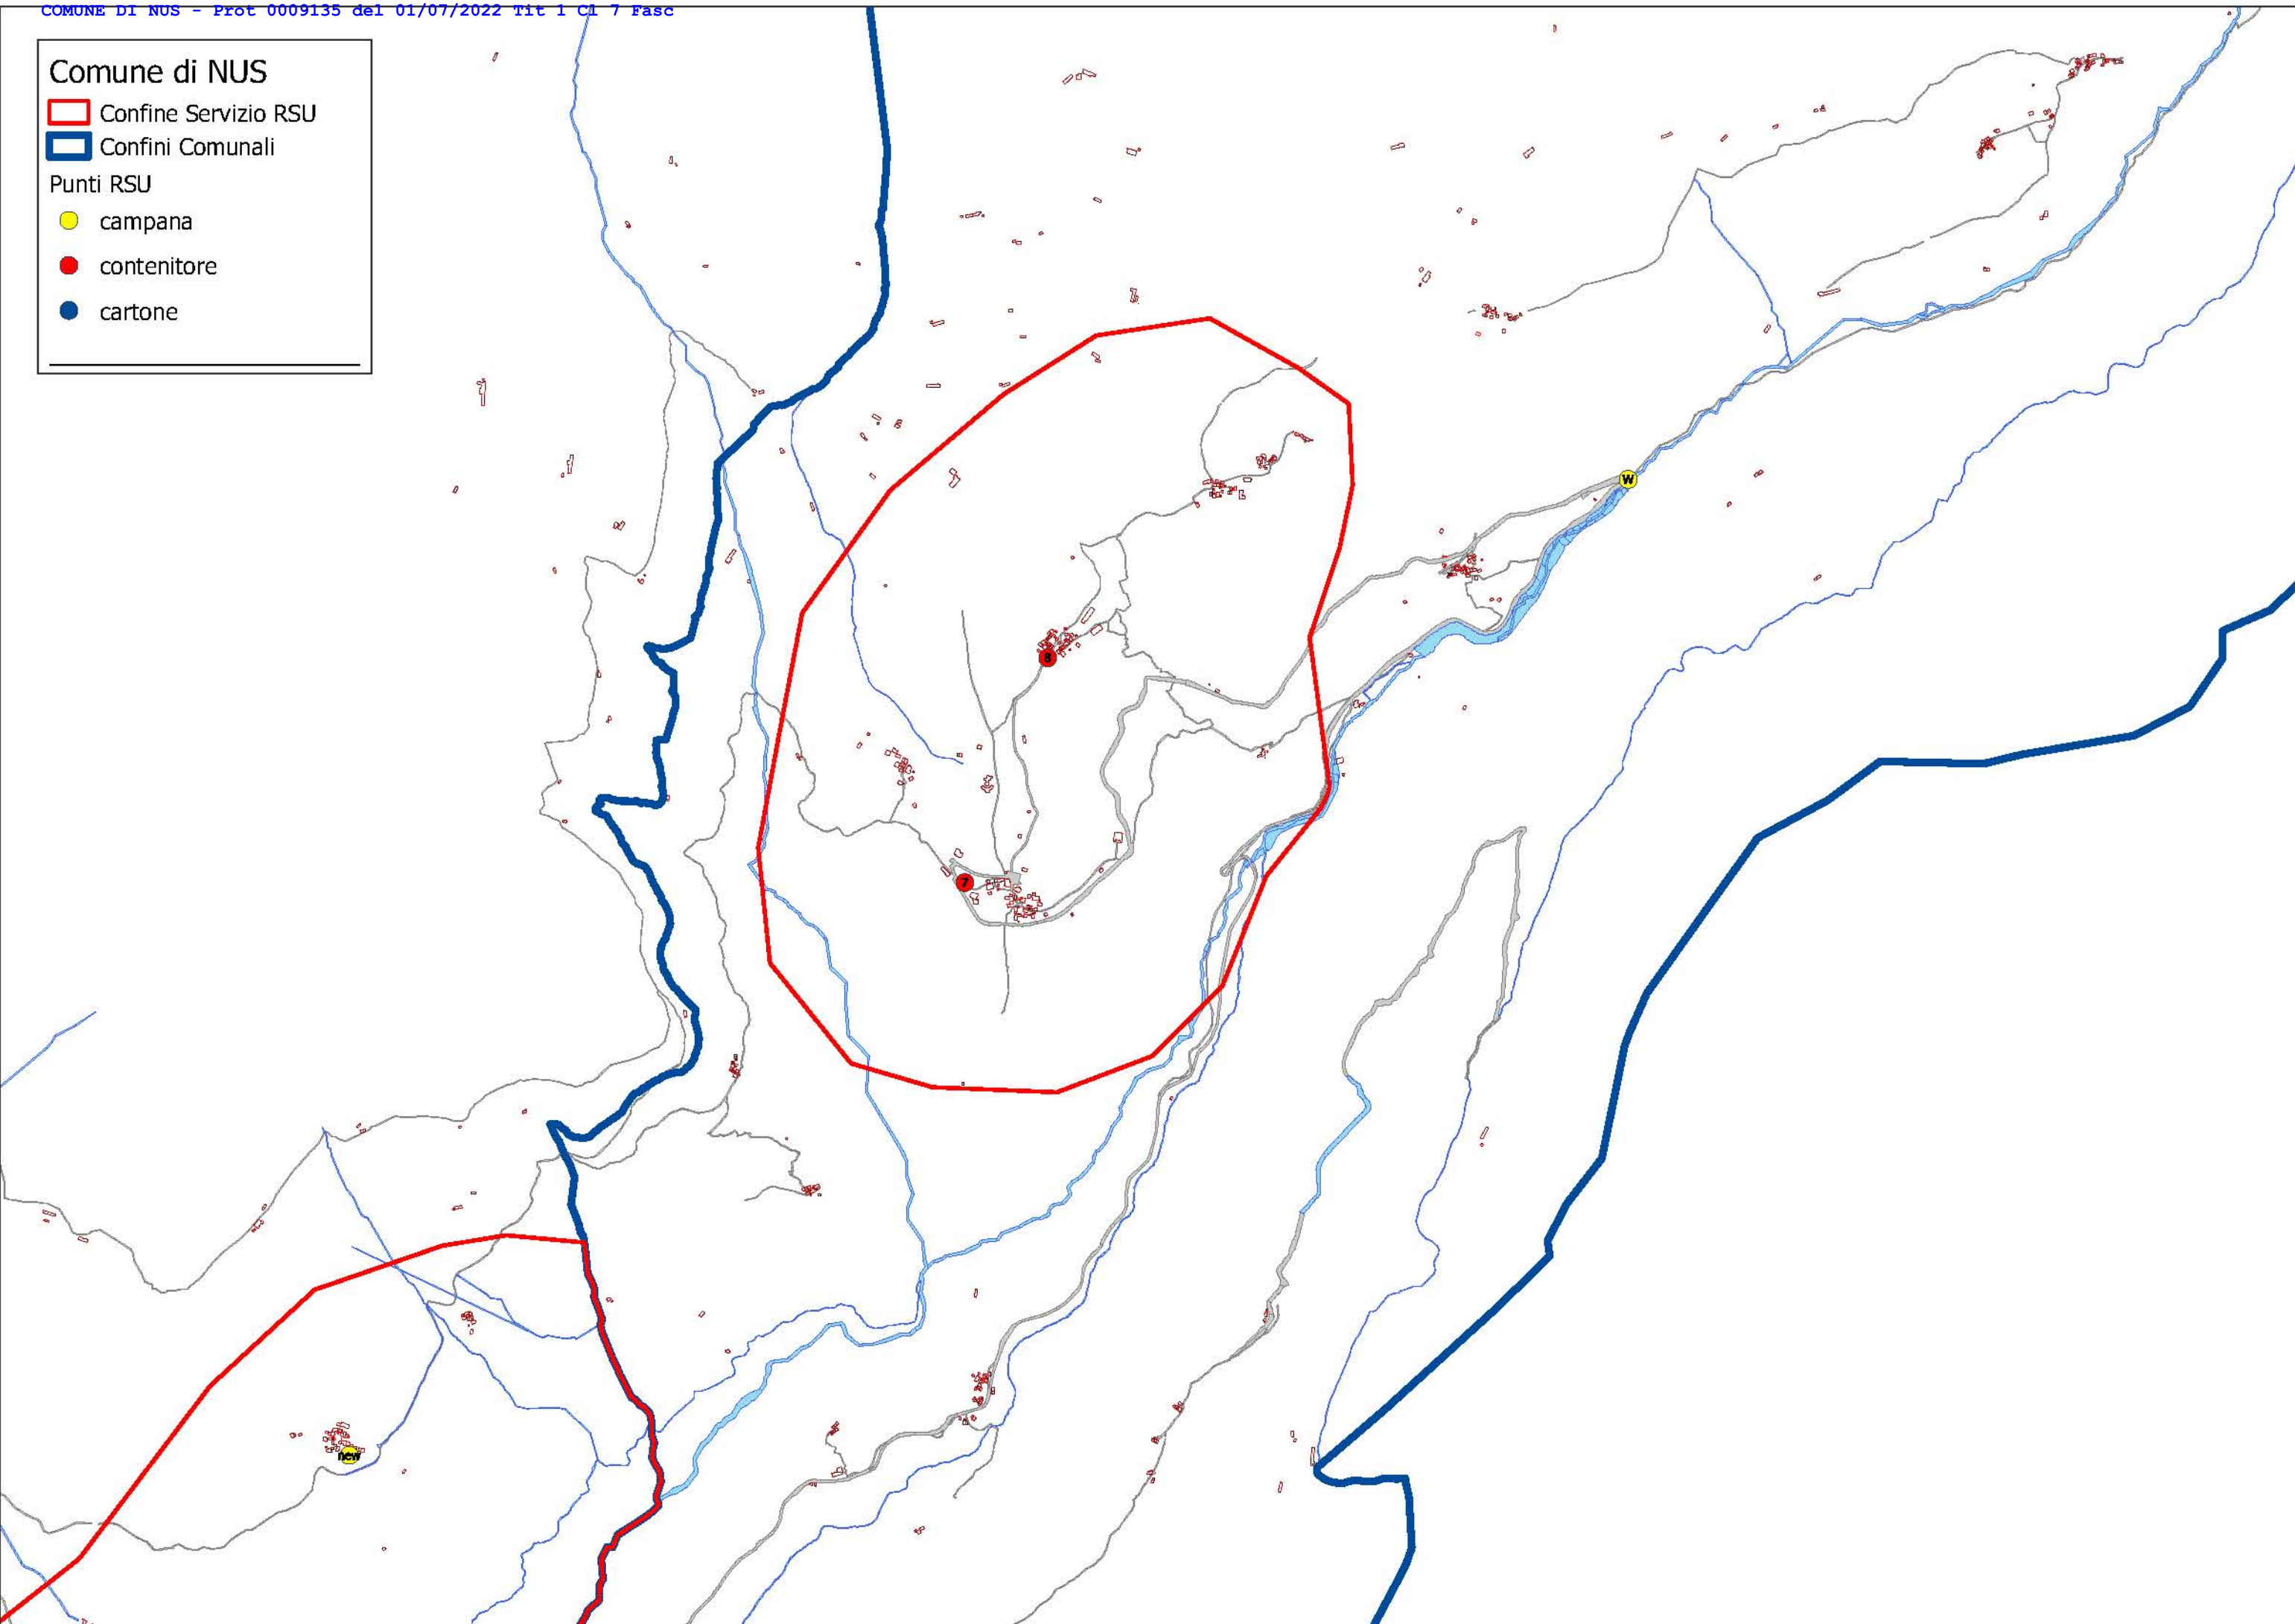 COMUNE DI NUS - Prot 0009135 del 01/07/2022 Tit 1 Cl 7 Fasc
Comune di NUS
Confine Servizio RSU
Confini Comunali
Punti RSU
campana
contenitore
cartone
W
8
7
new